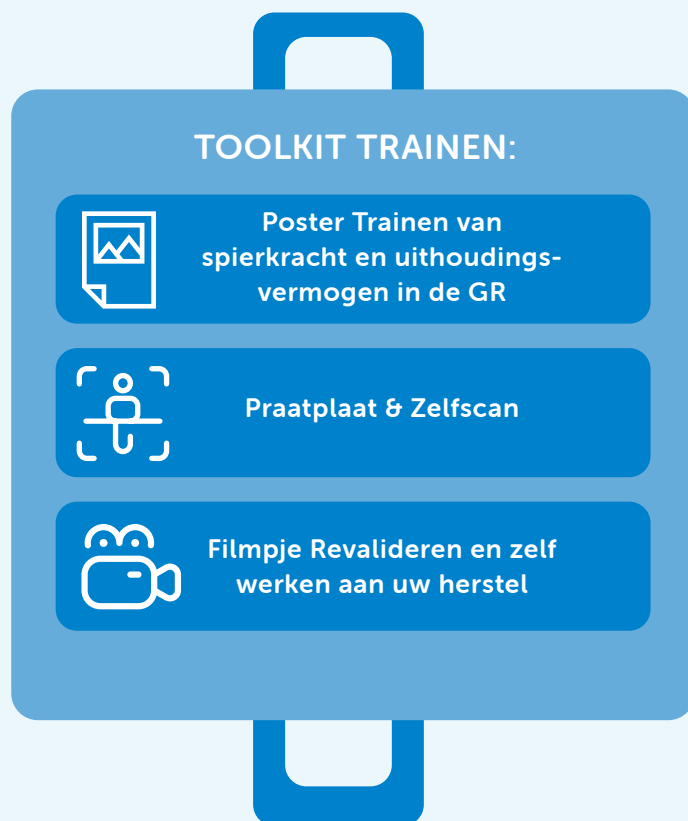 TOOLKIT TRAINEN:
Poster Trainen van
spierkracht en uithoudings-
vermogen in de GR
Praatplaat & Zelfscan
Filmpje Revalideren en zelf
werken aan uw herstel